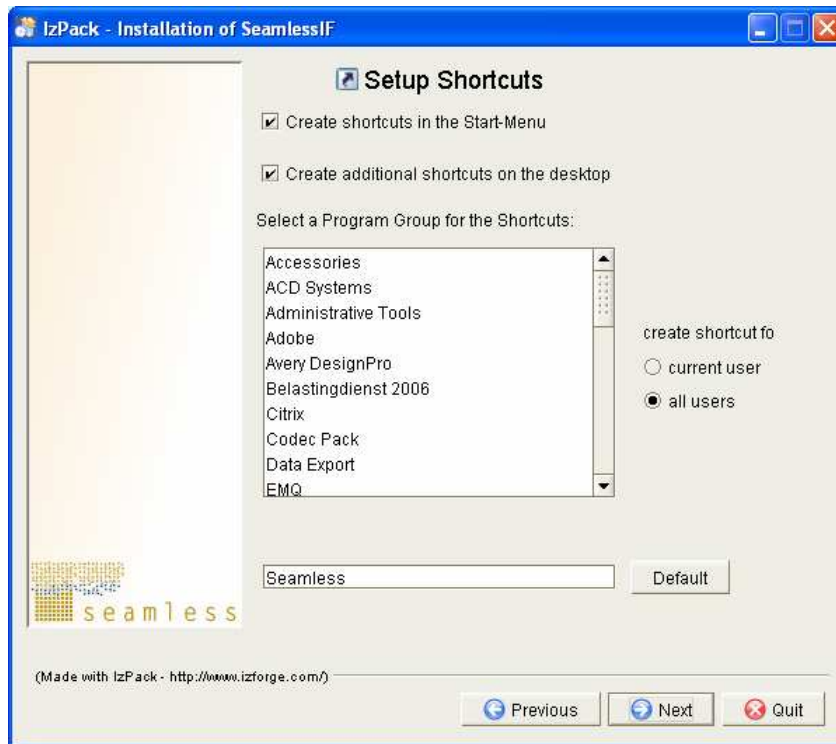 IzPack - Installation of SeamlessIF
Setup Shortcuts
Create shortcuts in the Start-Menu
Create additional shortcuts on the desktop
Select a Program Group for the Shortcuts:
Accessories
ACD Systems
Administrative Tools
Adobe
Avery DesignPro
Belastingdienst 2006
Citrix
Codec Pack
Data Export
EMQ
create shortcut fo
current user
all users
Seamless
Default
seamless
(Made with IzPack - http://www.izforge.com/)
Previous
Next
Quit